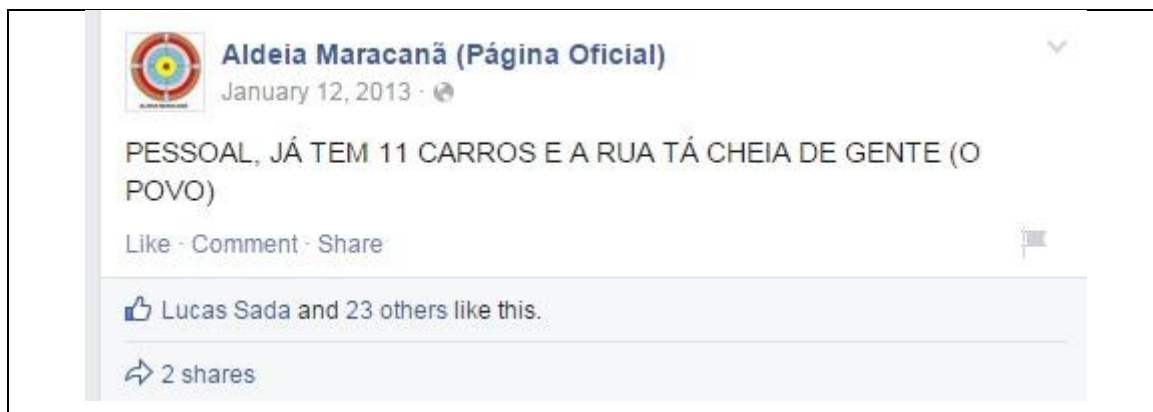 Aldeia Maracanã (Página Oficial)
January 12, 2013 ·
PESSOAL, JÁ TEM 11 CARROS E A RUA TÁ CHEIA DE GENTE (O
POVO)
Like · Comment · Share
Lucas Sada and 23 others like this.
2 shares